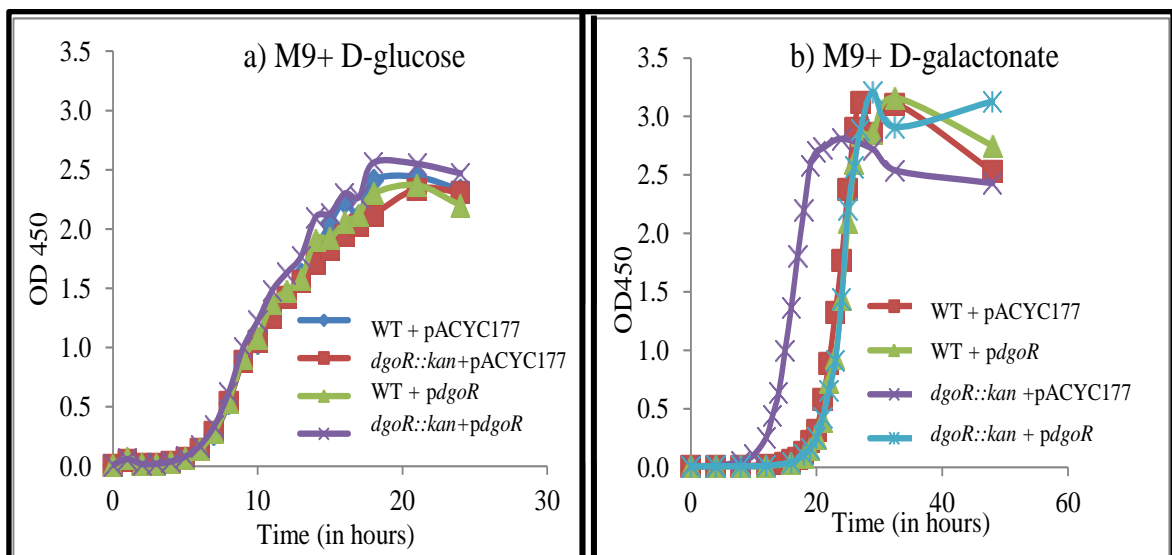 a) M9+ D-glucose
3.5
3.0
2.5
2.0
1.5
1.0
0.5
0.0
OD 450
WT + pACYC177
dgoR::kan+pACYC177
WT + pdgoR
dgoR::kan+pdgoR
0 10 20 30
Time (in hours)
b) M9+ D-galactonate
3.5
3.0
2.5
3.0
1.5
1.0
0.5
0.0
OD450
WT + pACYC177
WT + pdgoR
dgoR::kan +pACYC177
dgoR::kan + pdgoR
0 20 40 60
Time (in hours)